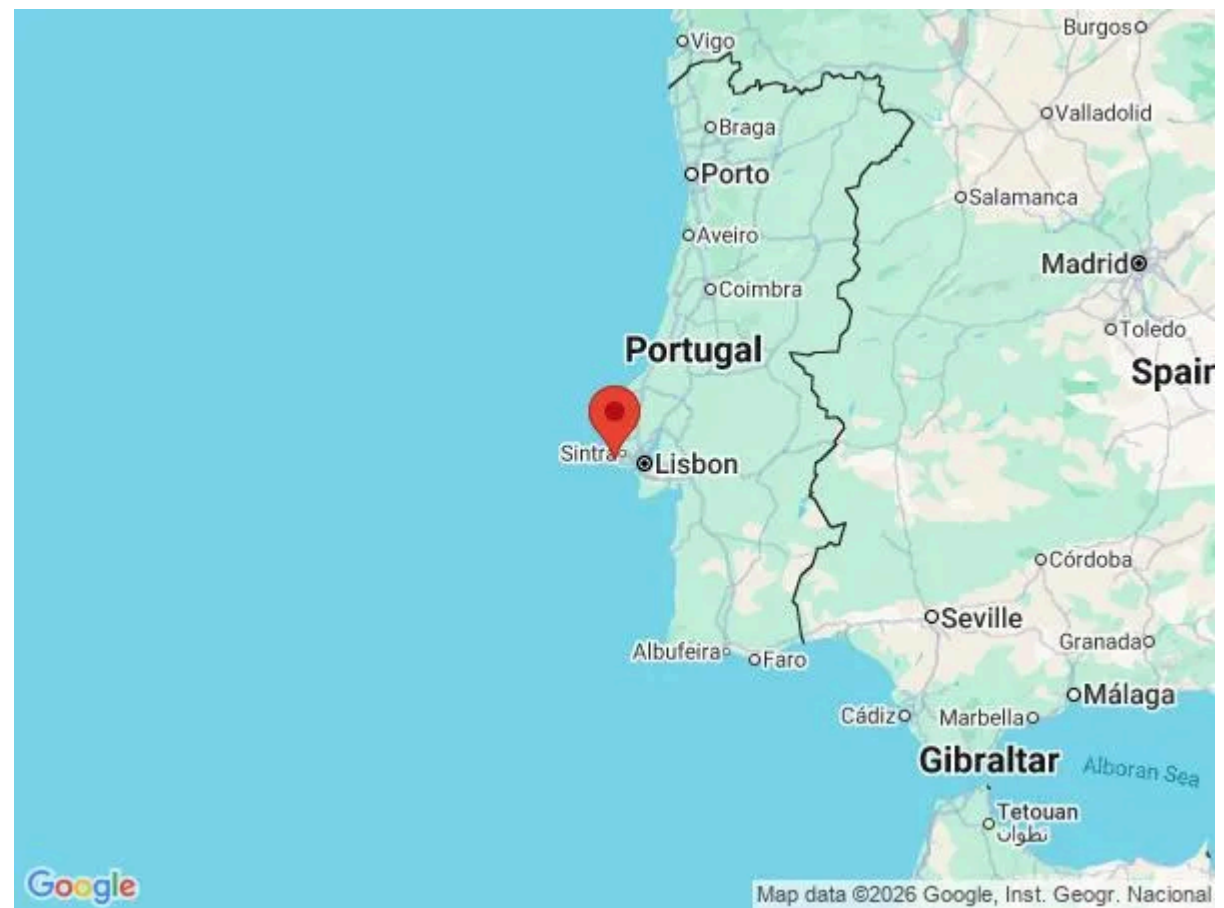 Vigo
Burgos
Valladolid
Braga
Porto
Salamanca
Aveiro
Madrid
Coimbra
Toledo
Portugal
Spain
Sintra
Lisbon
Córdoba
Seville
Granada
Albufeira
Faro
Málaga
Cádiz
Marbella
Gibraltar
Alboran Sea
Tetouan
تطوان
Google
Map data ©2026 Google, Inst. Geogr. Nacional